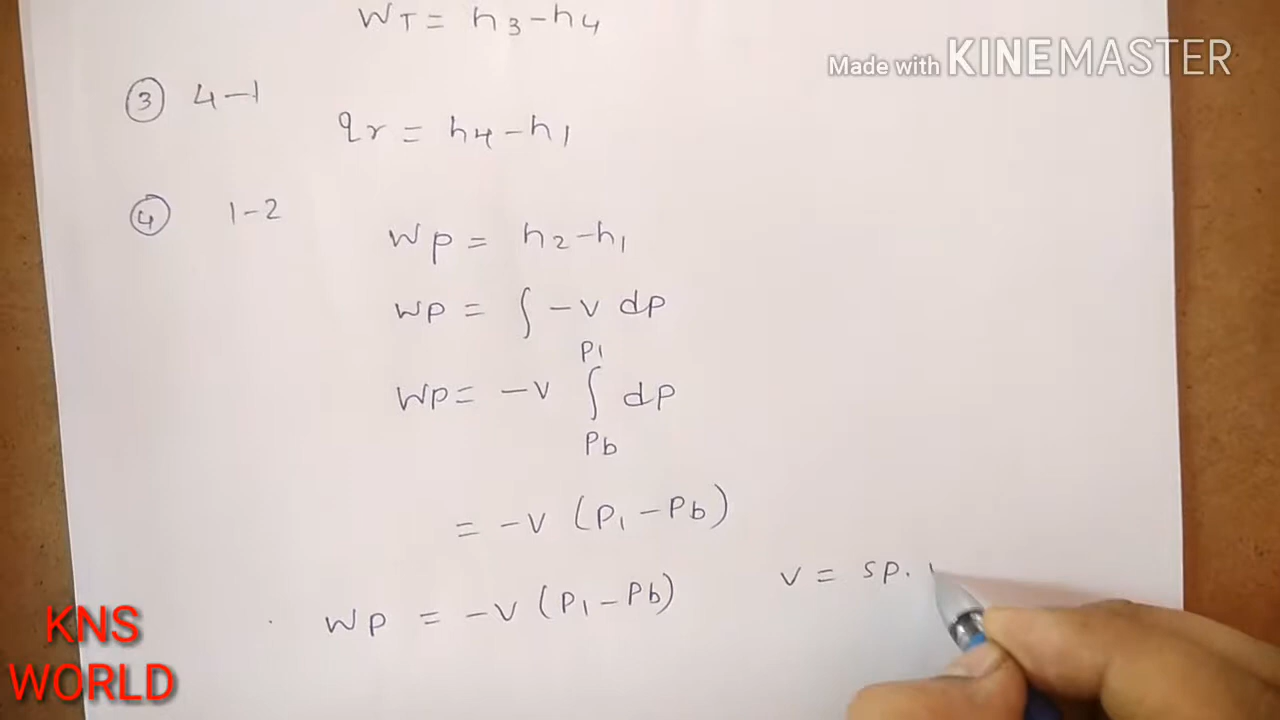 WT = h3 - h4
Made with KINEMASTER
③ 4-1
qr = h4 - h1
④ 1-2
Wp = h2 - h1
Wp = ∫ -v dp
P1
Wp = -v ∫ dp
Pb
= -v (P1 - Pb)
v = sp.
Wp = -v (P1 - Pb)
KNS
WORLD